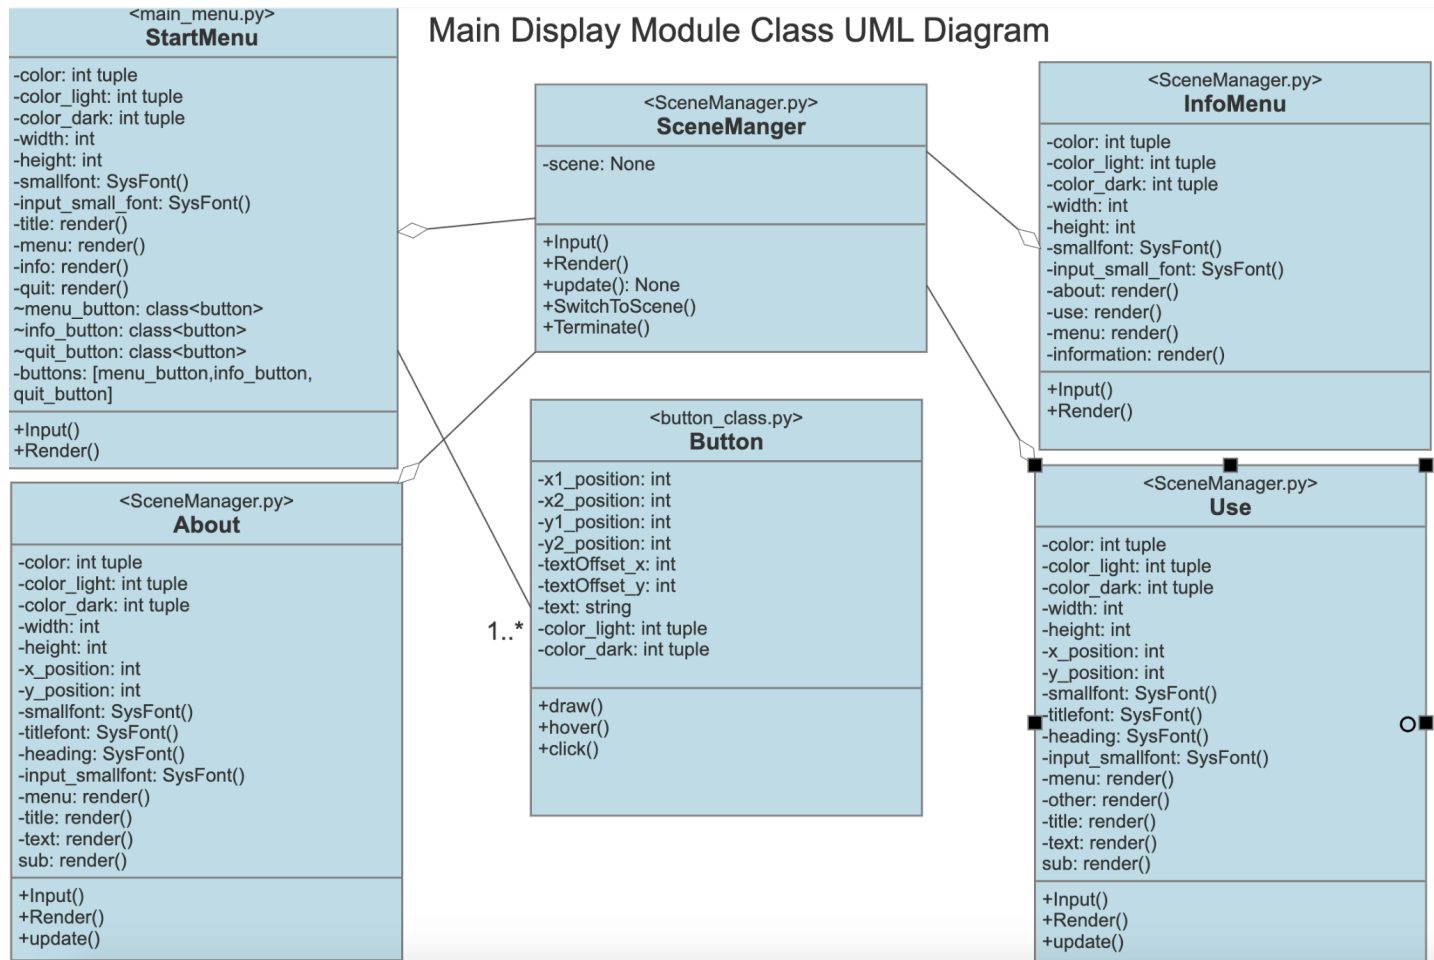 <main_menu.py>
StartMenu
-color: int tuple
-color_light: int tuple
-color_dark: int tuple
-width: int
-height: int
-smallfont: SysFont()
-input_small_font: SysFont()
-title: render()
-menu: render()
-info: render()
-quit: render()
~menu_button: class<button>
~info_button: class<button>
~quit_button: class<button>
-buttons: [menu_button,info_button,
quit_button]
+Input()
+Render()
Main Display Module Class UML Diagram
<SceneManager.py>
SceneManger
-scene: None
+Input()
+Render()
+update(): None
+SwitchToScene()
+Terminate()
<SceneManager.py>
InfoMenu
-color: int tuple
-color_light: int tuple
-color_dark: int tuple
-width: int
-height: int
-smallfont: SysFont()
-input_small_font: SysFont()
-about: render()
-use: render()
-menu: render()
-information: render()
+Input()
+Render()
<SceneManager.py>
About
-color: int tuple
-color_light: int tuple
-color_dark: int tuple
-width: int
-height: int
-x_position: int
-y_position: int
-smallfont: SysFont()
-titlefont: SysFont()
-heading: SysFont()
-input_smallfont: SysFont()
-menu: render()
-title: render()
-text: render()
sub: render()
+Input()
+Render()
+update()
1..*
<button_class.py>
Button
-x1_position: int
-x2_position: int
-y1_position: int
-y2_position: int
-textOffset_x: int
-textOffset_y: int
-text: string
-color_light: int tuple
-color_dark: int tuple
+draw()
+hover()
+click()
<SceneManager.py>
Use
-color: int tuple
-color_light: int tuple
-color_dark: int tuple
-width: int
-height: int
-x_position: int
-y_position: int
-smallfont: SysFont()
-titlefont: SysFont()
-heading: SysFont()
-input_smallfont: SysFont()
-menu: render()
-other: render()
-title: render()
-text: render()
sub: render()
+Input()
+Render()
+update()